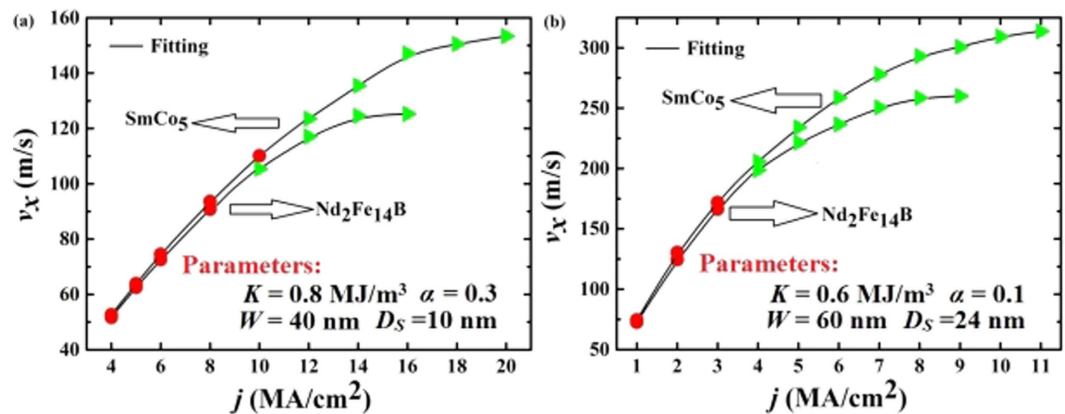 (a)
160
140
120
100
80
60
40
v_x (m/s)
Fitting
SmCo5
Nd2Fe14B
Parameters:
K = 0.8 MJ/m³ α = 0.3
W = 40 nm D_S =10 nm
4 6 8 10 12 14 16 18 20
j (MA/cm²)
(b)
300
250
200
150
100
50
v_x (m/s)
Fitting
SmCo5
Nd2Fe14B
Parameters:
K = 0.6 MJ/m³ α = 0.1
W = 60 nm D_S =24 nm
1 2 3 4 5 6 7 8 9 10 11
j (MA/cm²)